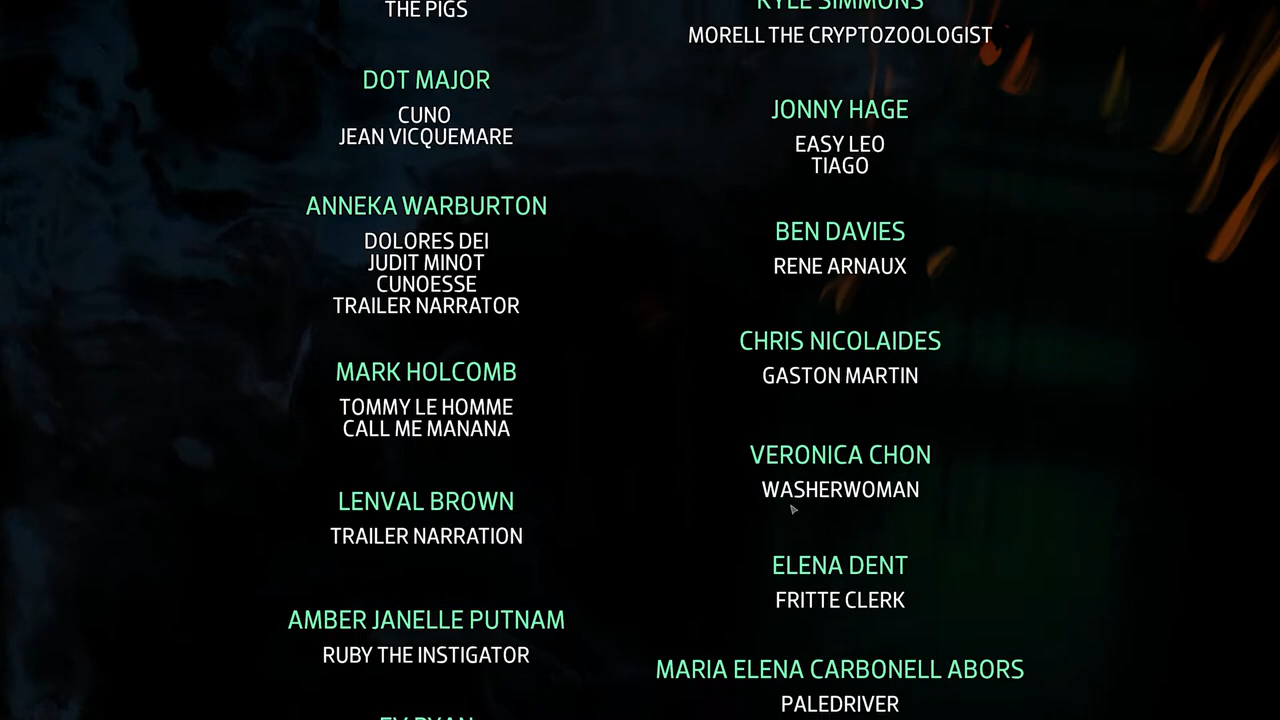 THE PIGS
DOT MAJOR
CUNO
JEAN VICQUEMARE
ANNEKA WARBURTON
DOLORES DEI
JUDIT MINOT
CUNOESSE
TRAILER NARRATOR
MARK HOLCOMB
TOMMY LE HOMME
CALL ME MANANA
LENVAL BROWN
TRAILER NARRATION
AMBER JANELLE PUTNAM
RUBY THE INSTIGATOR
KYLE SIMMONS
MORELL THE CRYPTOZOOLOGIST
JONNY HAGE
EASY LEO
TIAGO
BEN DAVIES
RENE ARNAUX
CHRIS NICOLAIDES
GASTON MARTIN
VERONICA CHON
WASHERWOMAN
ELENA DENT
FRITTE CLERK
MARIA ELENA CARBONELL ABORS
PALEDRIVER